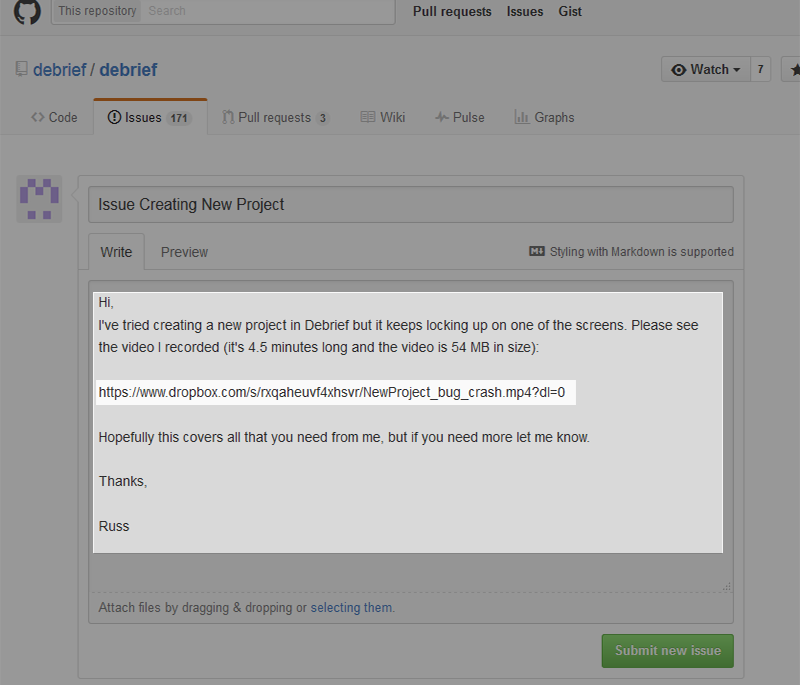 This repository Search Pull requests Issues Gist
debrief / debrief Watch 7
Code Issues 171 Pull requests 3 Wiki Pulse Graphs
Issue Creating New Project
Write Preview Styling with Markdown is supported
Hi,
I've tried creating a new project in Debrief but it keeps locking up on one of the screens. Please see
the video I recorded (it's 4.5 minutes long and the video is 54 MB in size):
https://www.dropbox.com/s/rxqaheuvf4xhsvr/NewProject_bug_crash.mp4?dl=0
Hopefully this covers all that you need from me, but if you need more let me know.
Thanks,
Russ
Attach files by dragging & dropping or selecting them.
Submit new issue